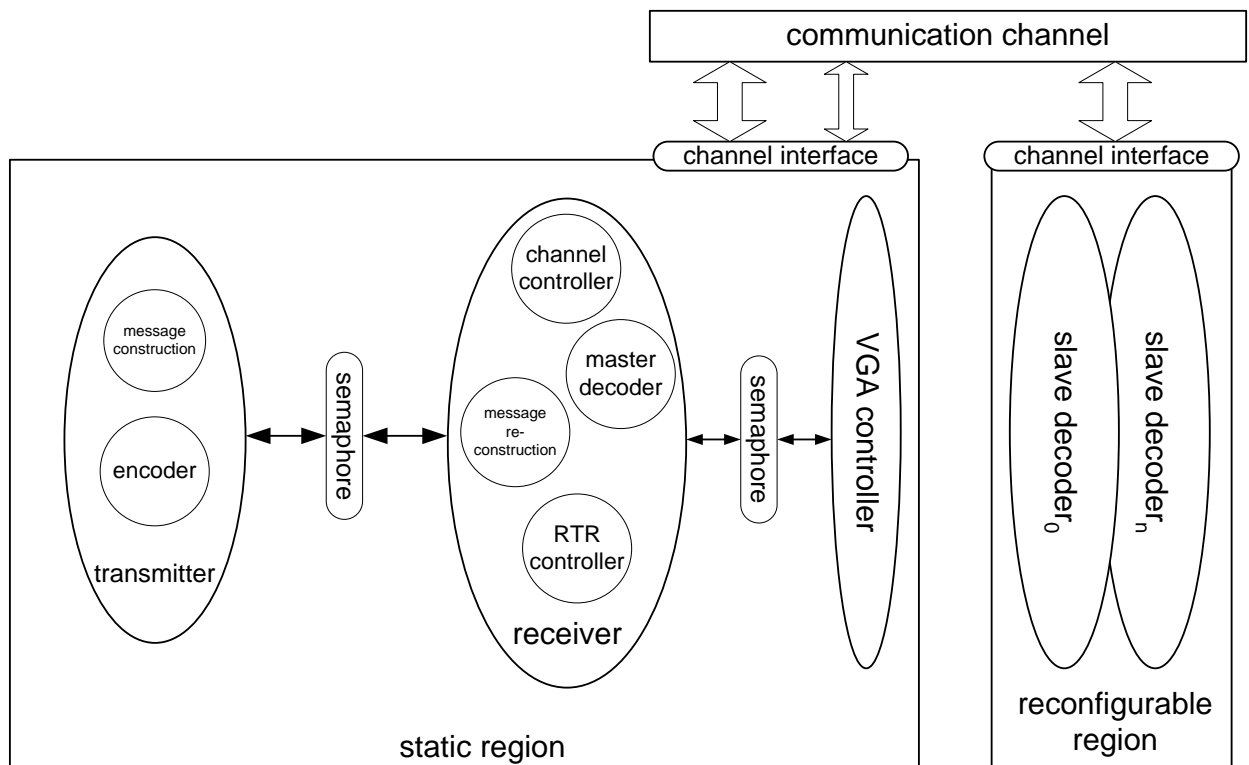 communication channel
channel interface
channel interface
channel
controller
message
construction
master
decoder
message
re-
construction
encoder
semaphore
semaphore
VGA controller
slave decoder0
slave decodern
RTR
controller
transmitter
receiver
static region
reconfigurable
region